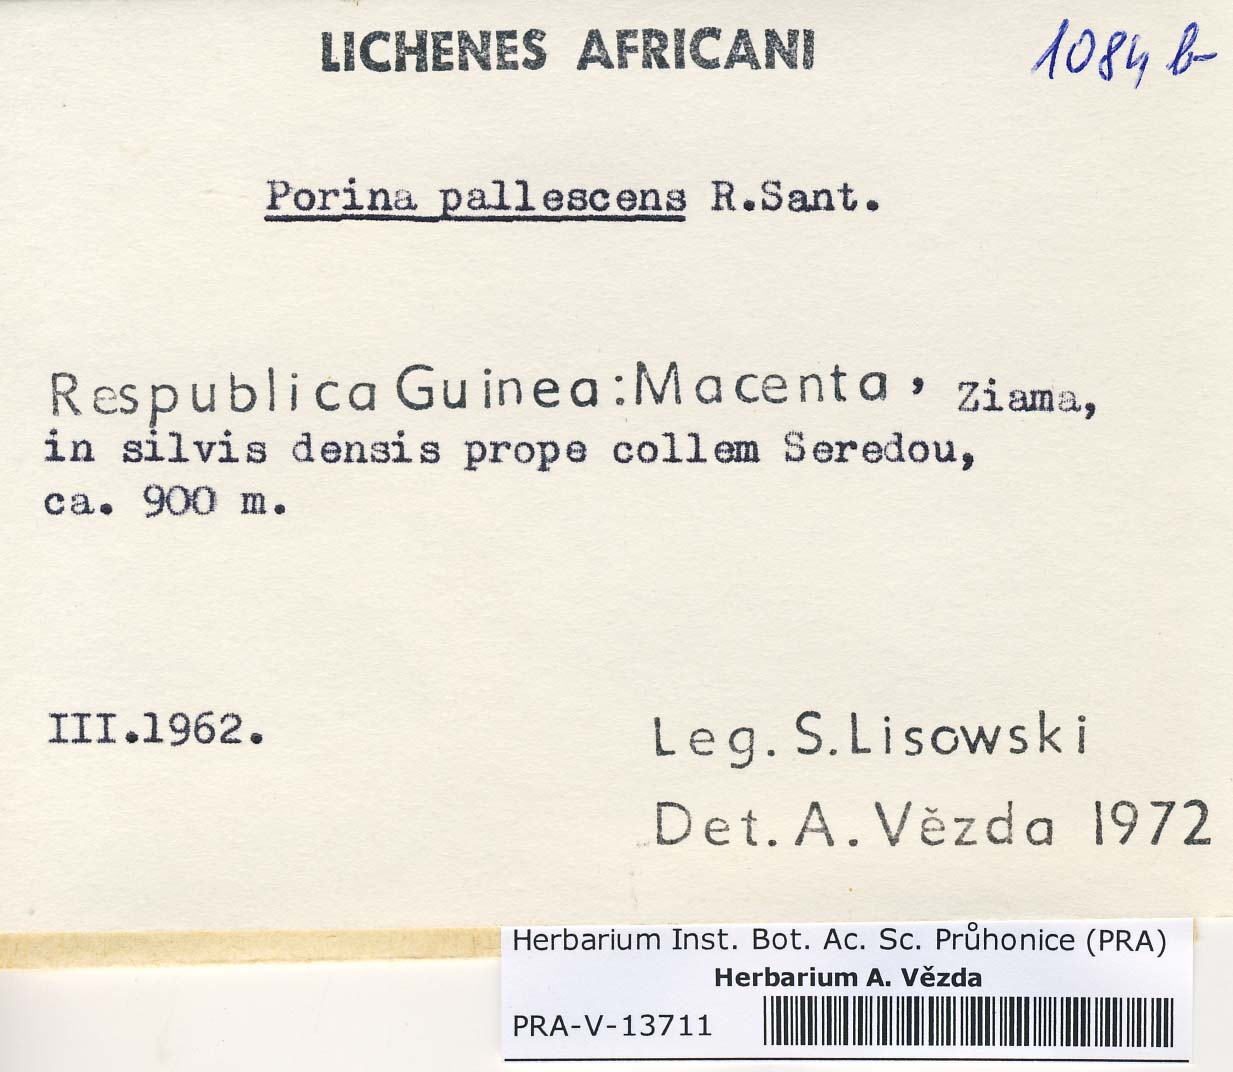 LICHENES AFRICANI
1084 b
Porina pallescens R.Sant.
Respublica Guinea: Macenta, Ziama,
in silvis densis prope collem Seredou,
ca. 900 m.
III.1962.
Leg. S. Lisowski
Det. A. Vězda 1972
Herbarium Inst. Bot. Ac. Sc. Průhonice (PRA)
Herbarium A. Vězda
PRA-V-13711